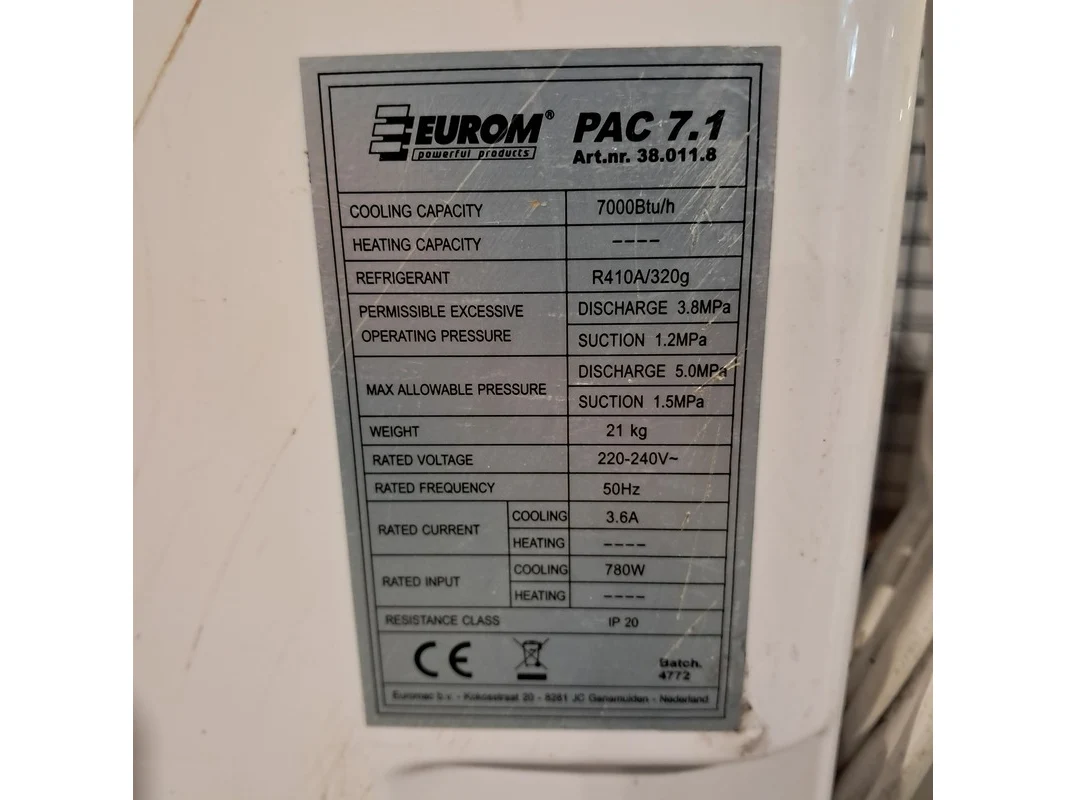 EUROM® PAC 7.1
powerful products
Art.nr. 38.011.8
COOLING CAPACITY 7000Btu/h
HEATING CAPACITY ----
REFRIGERANT R410A/320g
PERMISSIBLE EXCESSIVE OPERATING PRESSURE DISCHARGE 3.8MPa
SUCTION 1.2MPa
MAX ALLOWABLE PRESSURE DISCHARGE 5.0MPa
SUCTION 1.5MPa
WEIGHT 21 kg
RATED VOLTAGE 220-240V~
RATED FREQUENCY 50Hz
RATED CURRENT COOLING 3.6A
HEATING ----
RATED INPUT COOLING 780W
HEATING ----
RESISTANCE CLASS IP 20
CE
Batch.
4772
Euromac b.v. - Kokosstraat 20 - 8281 JC Genemuiden - Nederland